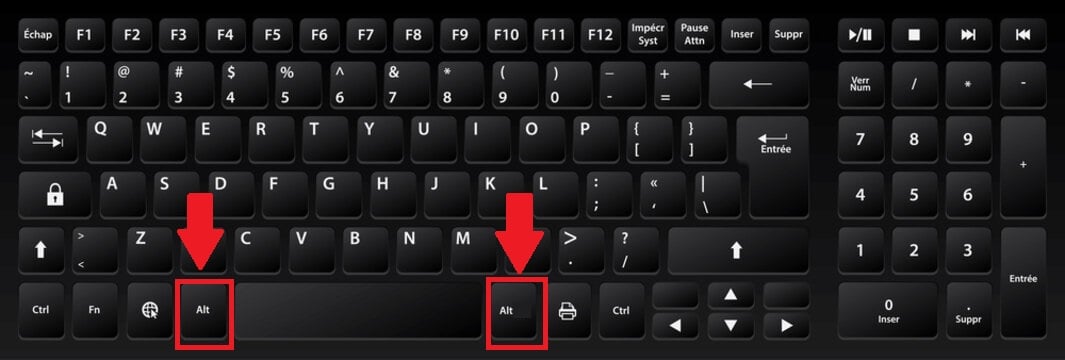 Échap F1 F2 F3 F4 F5 F6 F7 F8 F9 F10 F11 F12 Impécr Pause Inser Suppr
Syst Attn
~ ! @ # $ % ^ & * ( ) _ + Verr / * -
` 1 2 3 4 5 6 7 8 9 0 - = Num
Q W E R T Y U I O P { } 7 8 9 +
[ ] Entrée
A S D F G H J K L : « | 4 5 6
; ‘ \
> Z C V B N M > ? 1 2 3
< . / Entrée
Ctrl Fn Alt Alt Ctrl 0 .
Inser Suppr